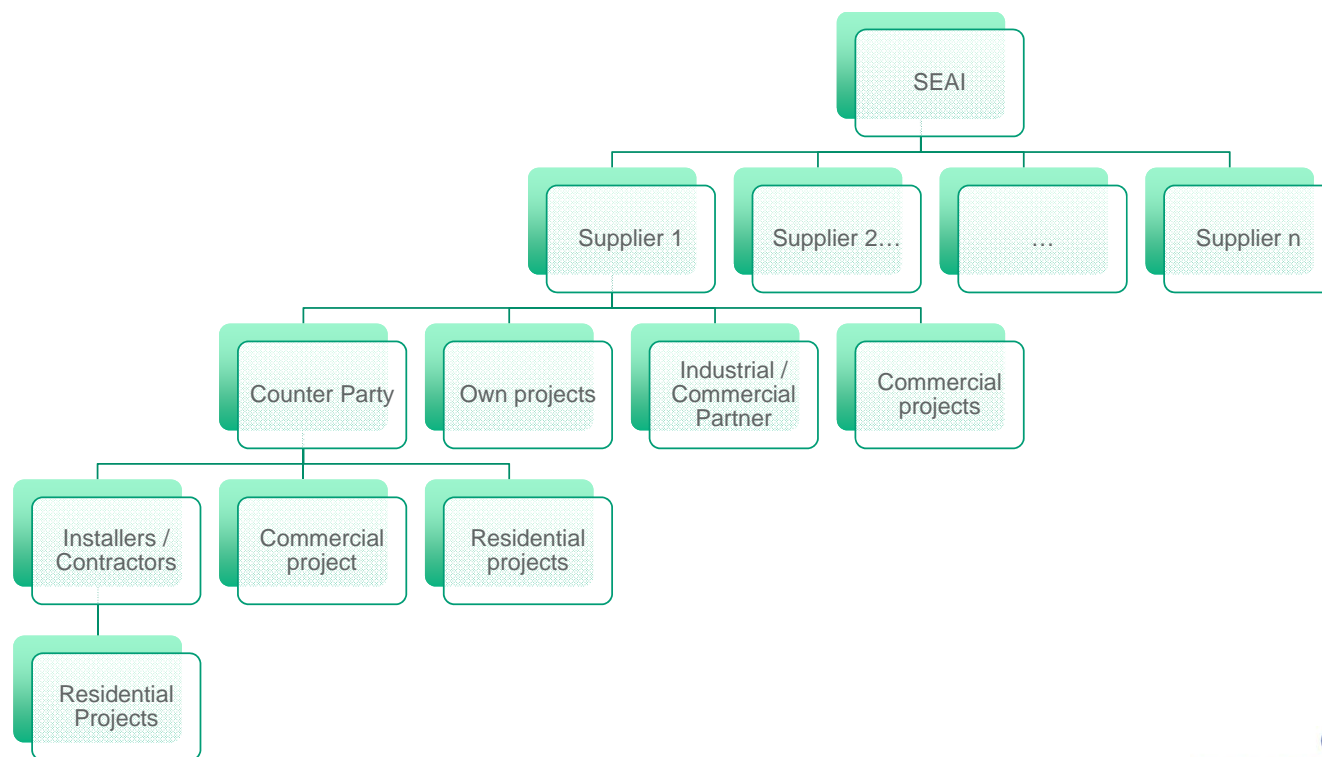 SEAI
Supplier 1
Supplier 2…
…
Supplier n
Counter Party
Own projects
Industrial /
Commercial
Partner
Commercial
projects
Installers /
Contractors
Commercial
project
Residential
projects
Residential
Projects